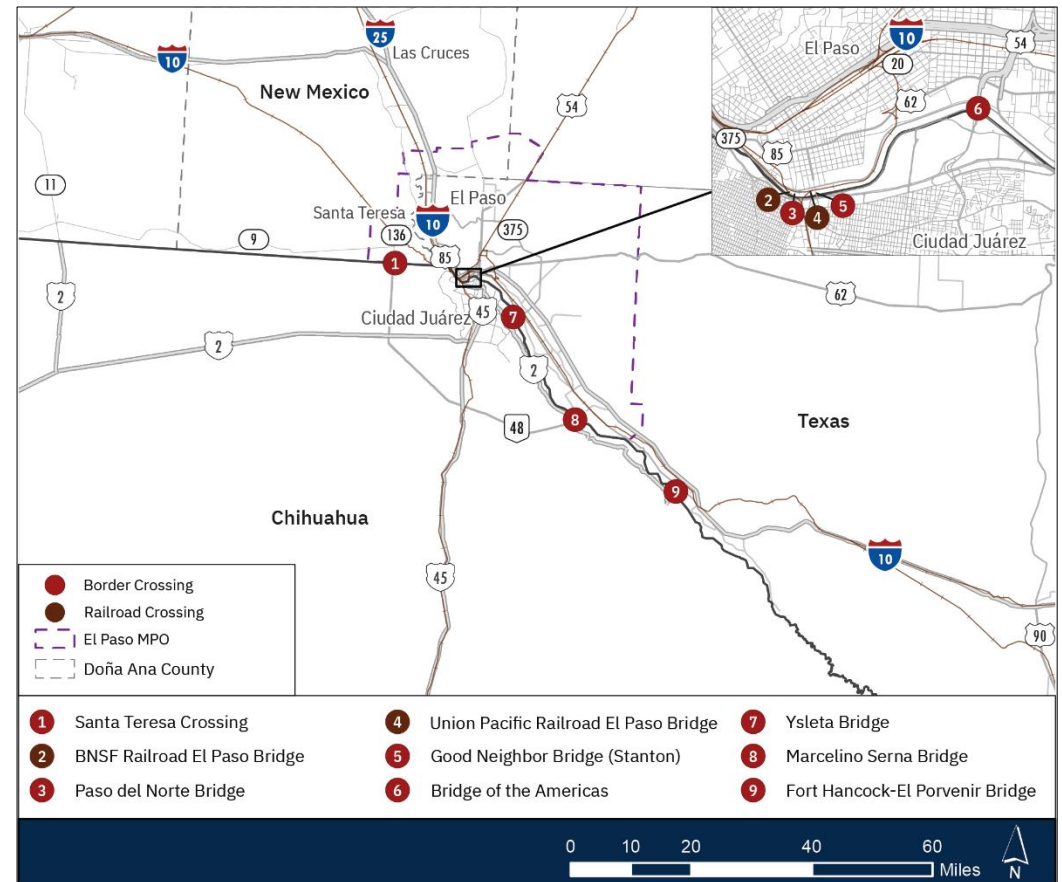 25
10
Las Cruces
New Mexico
54
11
El Paso
Santa Teresa
10
136
375
9
85
1
2
62
Ciudad Juárez
45
7
2
2
8
48
Texas
9
Chihuahua
10
45
90
El Paso
10
54
20
62
6
375
85
2
3
4
5
Ciudad Juárez
Border Crossing
Railroad Crossing
El Paso MPO
Doña Ana County
1 Santa Teresa Crossing
2 BNSF Railroad El Paso Bridge
3 Paso del Norte Bridge
4 Union Pacific Railroad El Paso Bridge
5 Good Neighbor Bridge (Stanton)
6 Bridge of the Americas
7 Ysleta Bridge
8 Marcelino Serna Bridge
9 Fort Hancock-El Porvenir Bridge
0 10 20 40 60
Miles
N